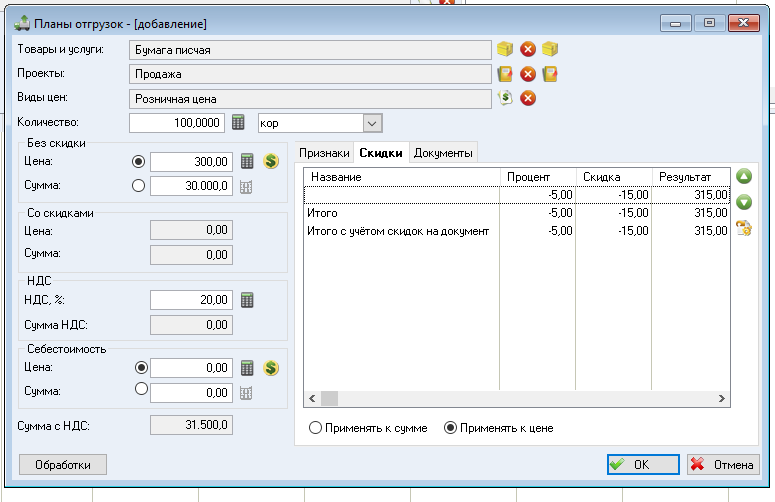 Планы отгрузок - [добавление]
Товары и услуги: Бумага писчая
Проекты: Продажа
Виды цен: Розничная цена
Количество: 100,0000 кор
Без скидки
Цена: 300,00
Сумма: 30.000,0
Со скидками
Цена: 0,00
Сумма: 0,00
НДС
НДС, %: 20,00
Сумма НДС: 0,00
Себестоимость
Цена: 0,00
Сумма: 0,00
Сумма с НДС: 31.500,0
Признаки Скидки Документы
Название Процент Скидка Результат
-5,00 -15,00 315,00
Итого -5,00 -15,00 315,00
Итого с учётом скидок на документ -5,00 -15,00 315,00
Применять к сумме Применять к цене
Обработки OK Отмена